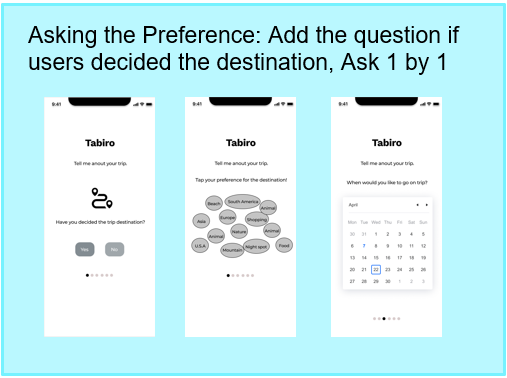 Asking the Preference: Add the question if
users decided the destination, Ask 1 by 1
9:41
Tabiro
Tell me anout your trip.
Have you decided the trip destination?
Yes
No
9:41
Tabiro
Tell me anout your trip.
Tap your preference for the destination!
Beach
South America
Animal
Asia
Europe
Shopping
Animal
Nature
Animal
U.S.A
Mountain
Night spot
Food
9:41
Tabiro
Tell me anout your trip.
When would you like to go on trip?
April
Mon Tue Wed Thu Fri Sat Sun
30 31 1 2 3 4 5
6 7 8 9 10 11 12
13 14 15 16 17 18 19
20 21 22 23 24 25 26
27 28 29 30 1 2 3